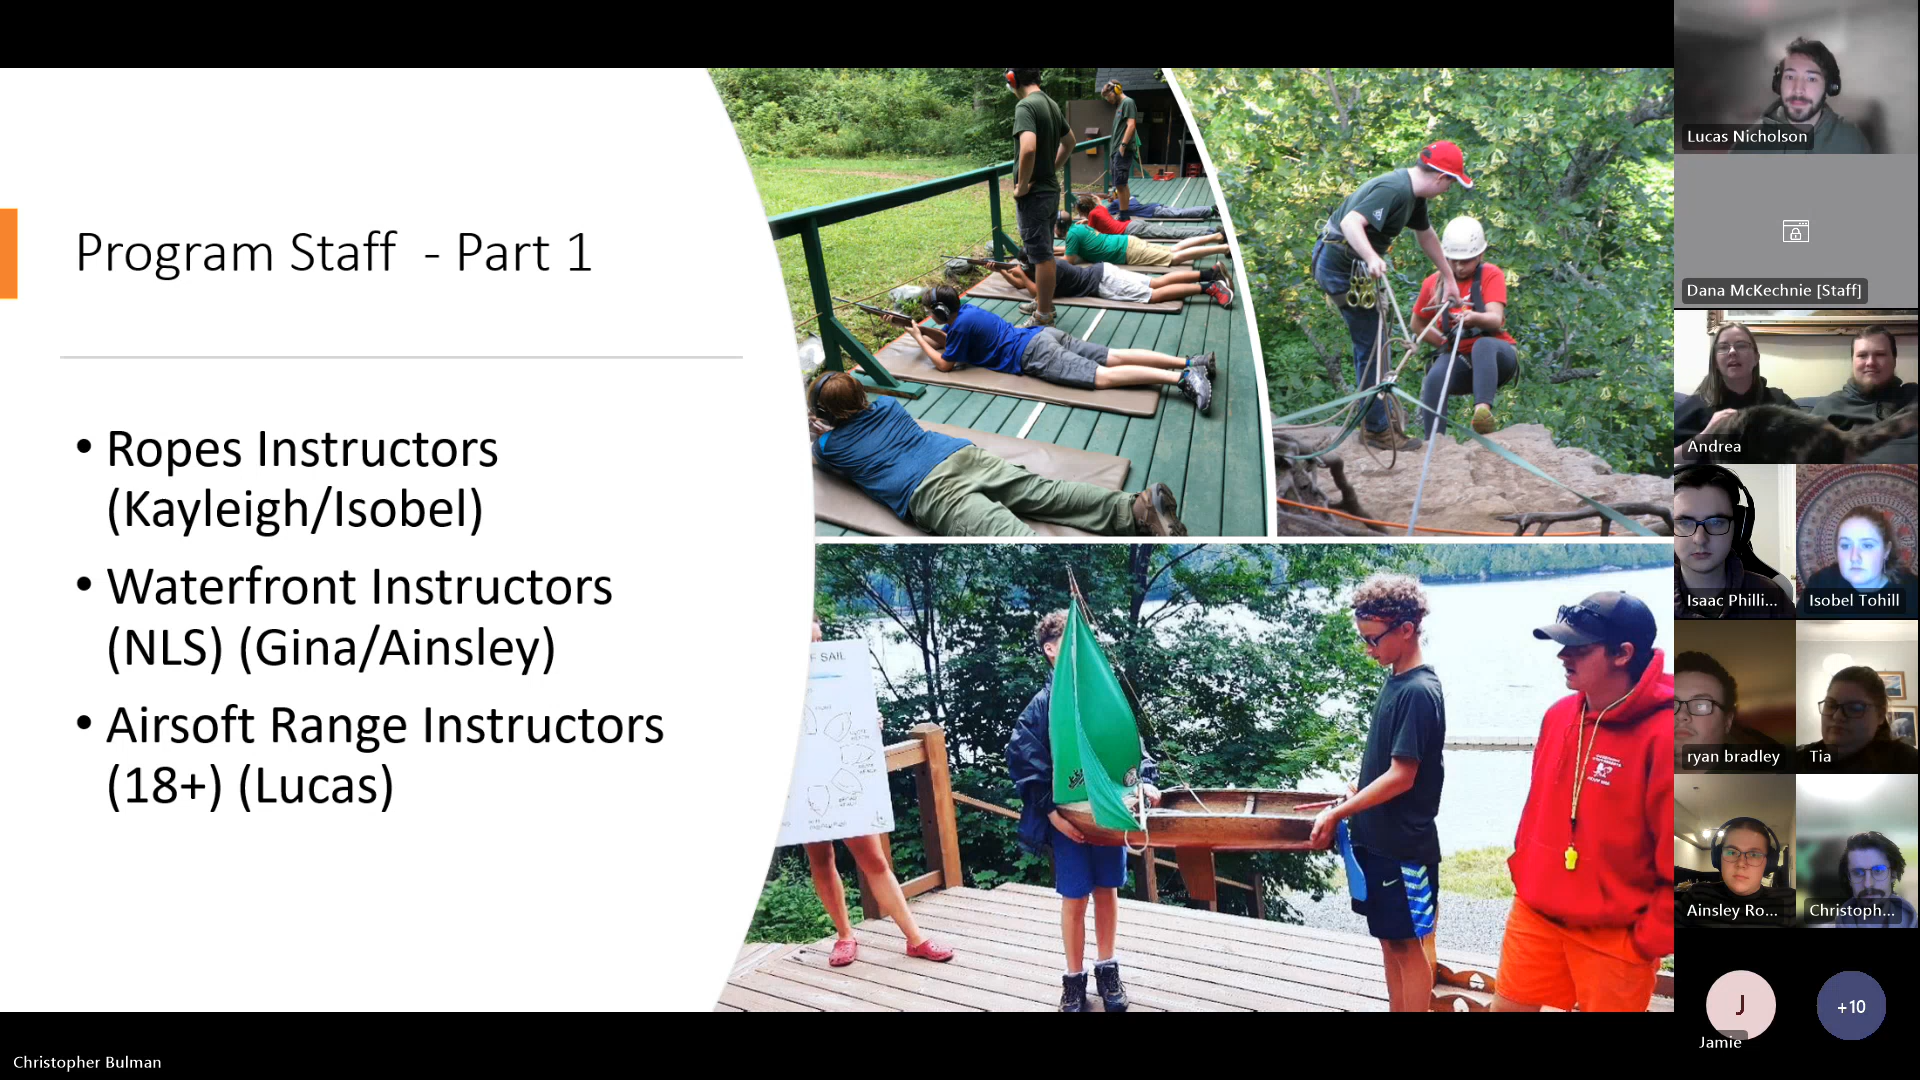 Program Staff - Part 1
• Ropes Instructors
(Kayleigh/Isobel)
• Waterfront Instructors
(NLS) (Gina/Ainsley)
• Airsoft Range Instructors
(18+) (Lucas)
F SAIL
Christopher Bulman
Lucas Nicholson
Dana McKechnie [Staff]
Andrea
Isaac Philli...
Isobel Tohill
ryan bradley
Tia
Ainsley Ro...
Christoph...
J
Jamie
+10